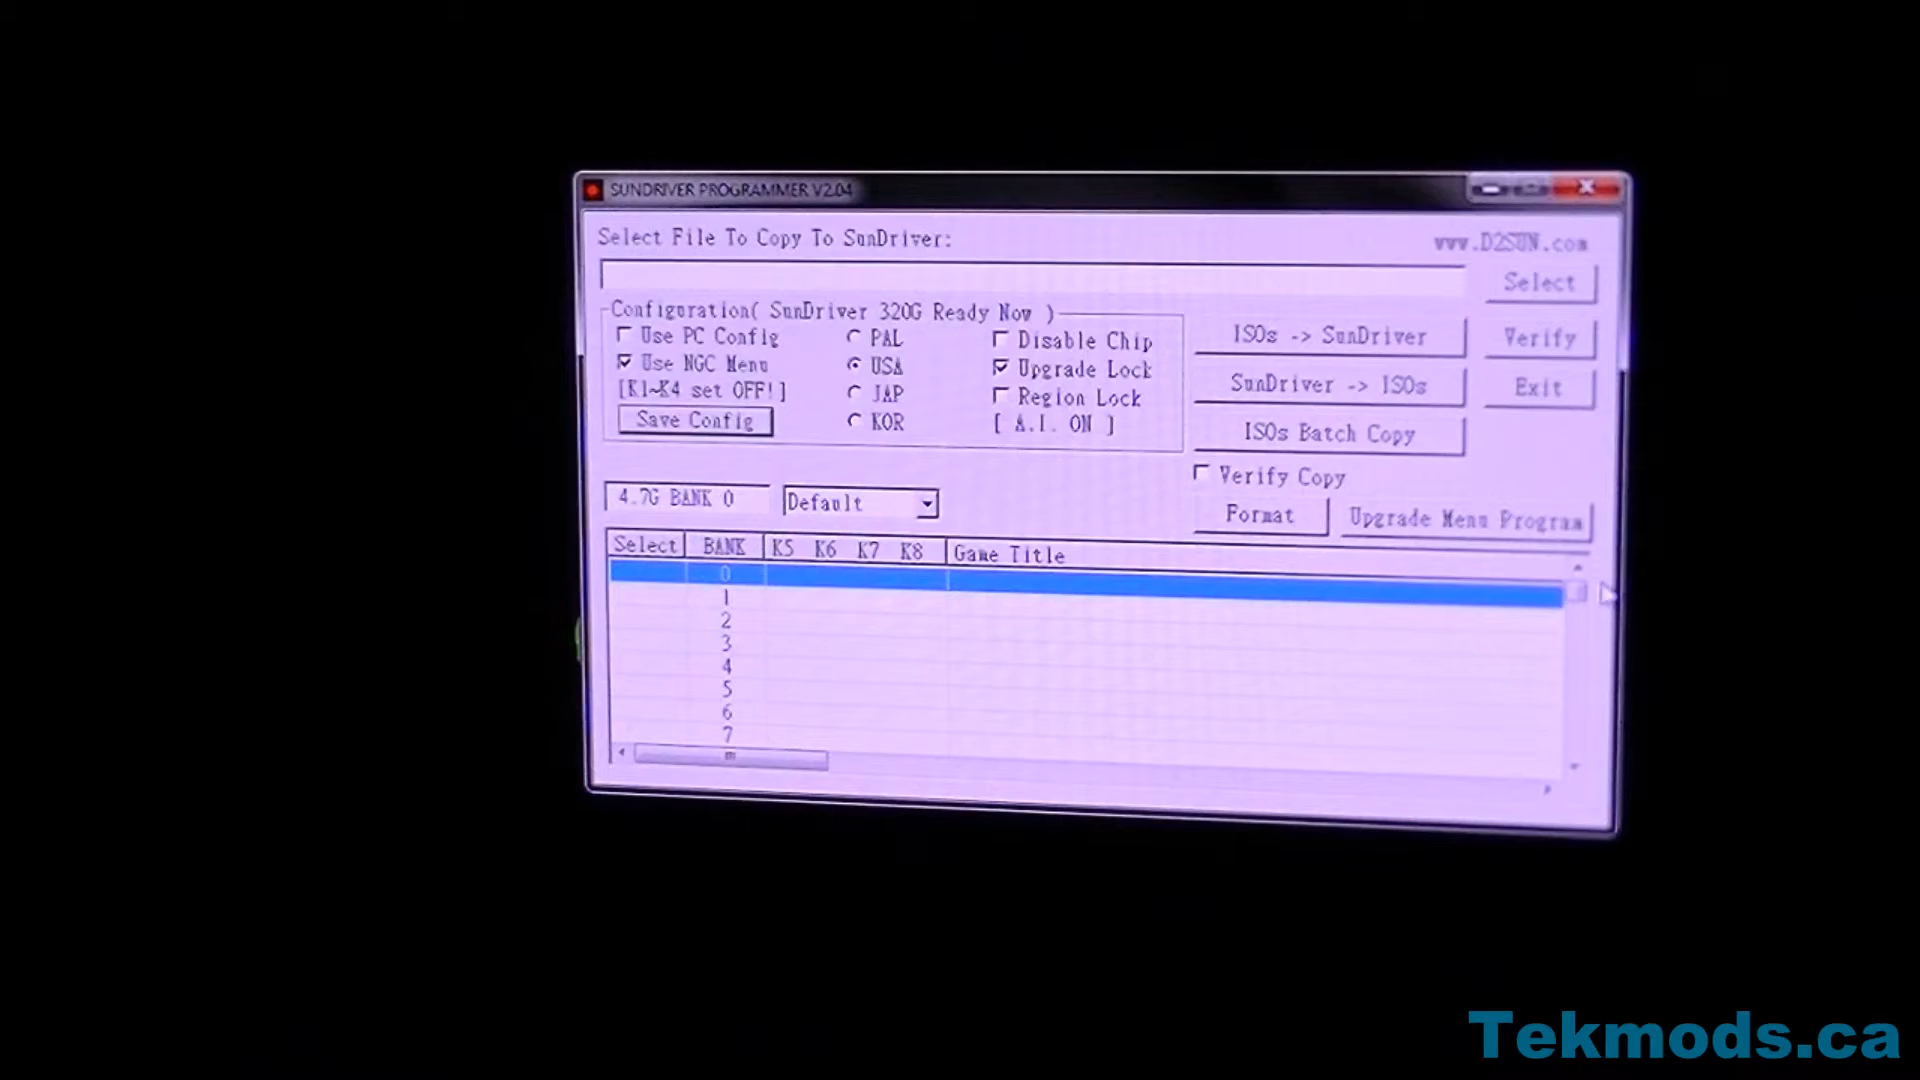 SUNDRIVER PROGRAMMER V2.04
Select File To Copy To SunDriver:
www.D2SUN.com
Select
Configuration( SunDriver 320G Ready Now )
Use PC Config
PAL
Disable Chip
ISOs -> SunDriver
Verify
Use NGC Menu
USA
Upgrade Lock
[K1~K4 set OFF!]
JAP
Region Lock
SunDriver -> ISOs
Exit
Save Config
KOR
[ A.I. ON ]
ISOs Batch Copy
Verify Copy
4.7G BANK 0
Default
Format
Upgrade Menu Program
Select BANK K5 K6 K7 K8 Game Title
0
1
2
3
4
5
6
7
Tekmods.ca